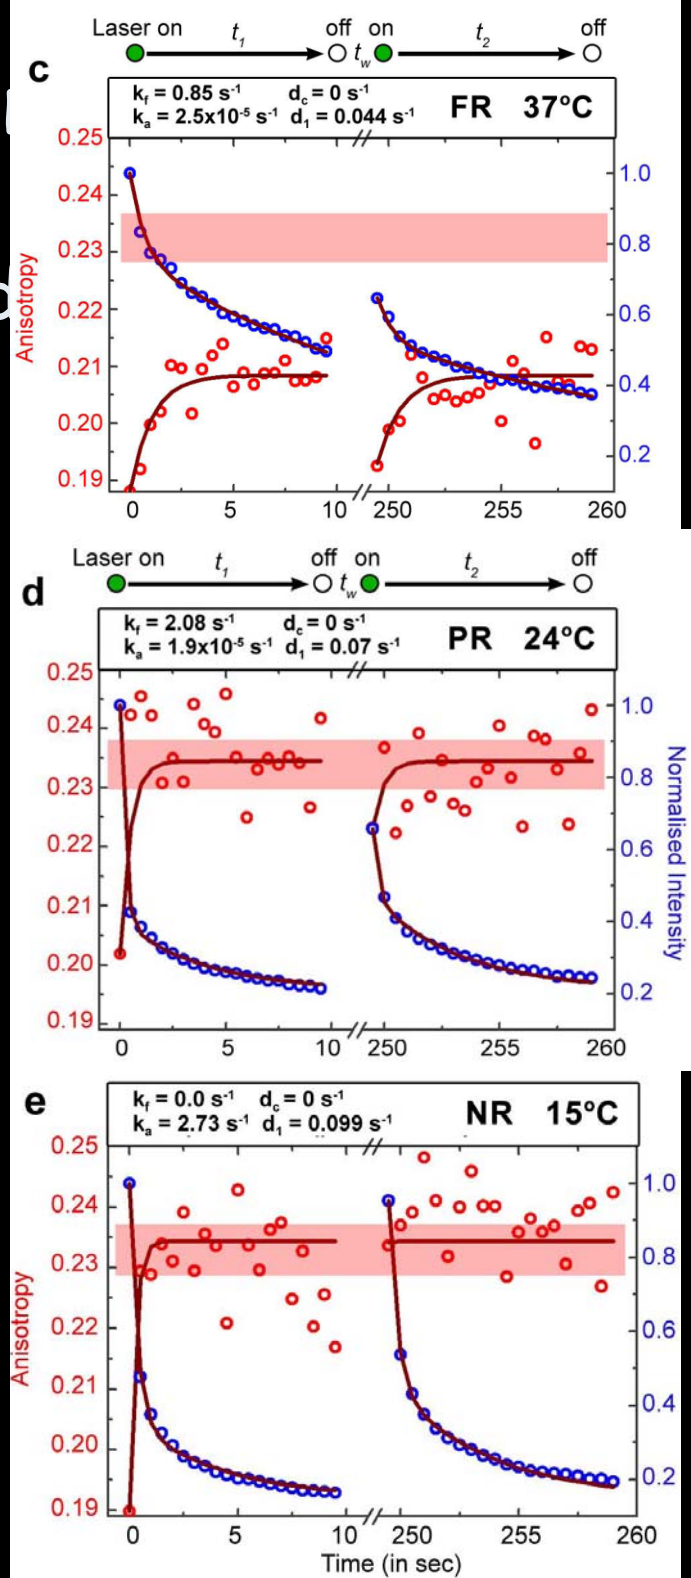 Laser on t1 off tw on t2 off
c
kf = 0.85 s-1 dc = 0 s-1
ka = 2.5x10-5 s-1 d1 = 0.044 s-1
FR 37°C
0.25
0.24
0.23
0.22
0.21
0.20
0.19
Anisotropy
1.0
0.8
0.6
0.4
0.2
0 5 10 250 255 260
Laser on t1 off tw on t2 off
d
kf = 2.08 s-1 dc = 0 s-1
ka = 1.9x10-5 s-1 d1 = 0.07 s-1
PR 24°C
0.25
0.24
0.23
0.22
0.21
0.20
0.19
1.0
0.8
0.6
0.4
0.2
Normalised Intensity
0 5 10 250 255 260
e
kf = 0.0 s-1 dc = 0 s-1
ka = 2.73 s-1 d1 = 0.099 s-1
NR 15°C
0.25
0.24
0.23
0.22
0.21
0.20
0.19
Anisotropy
1.0
0.8
0.6
0.4
0.2
0 5 10 250 255 260
Time (in sec)